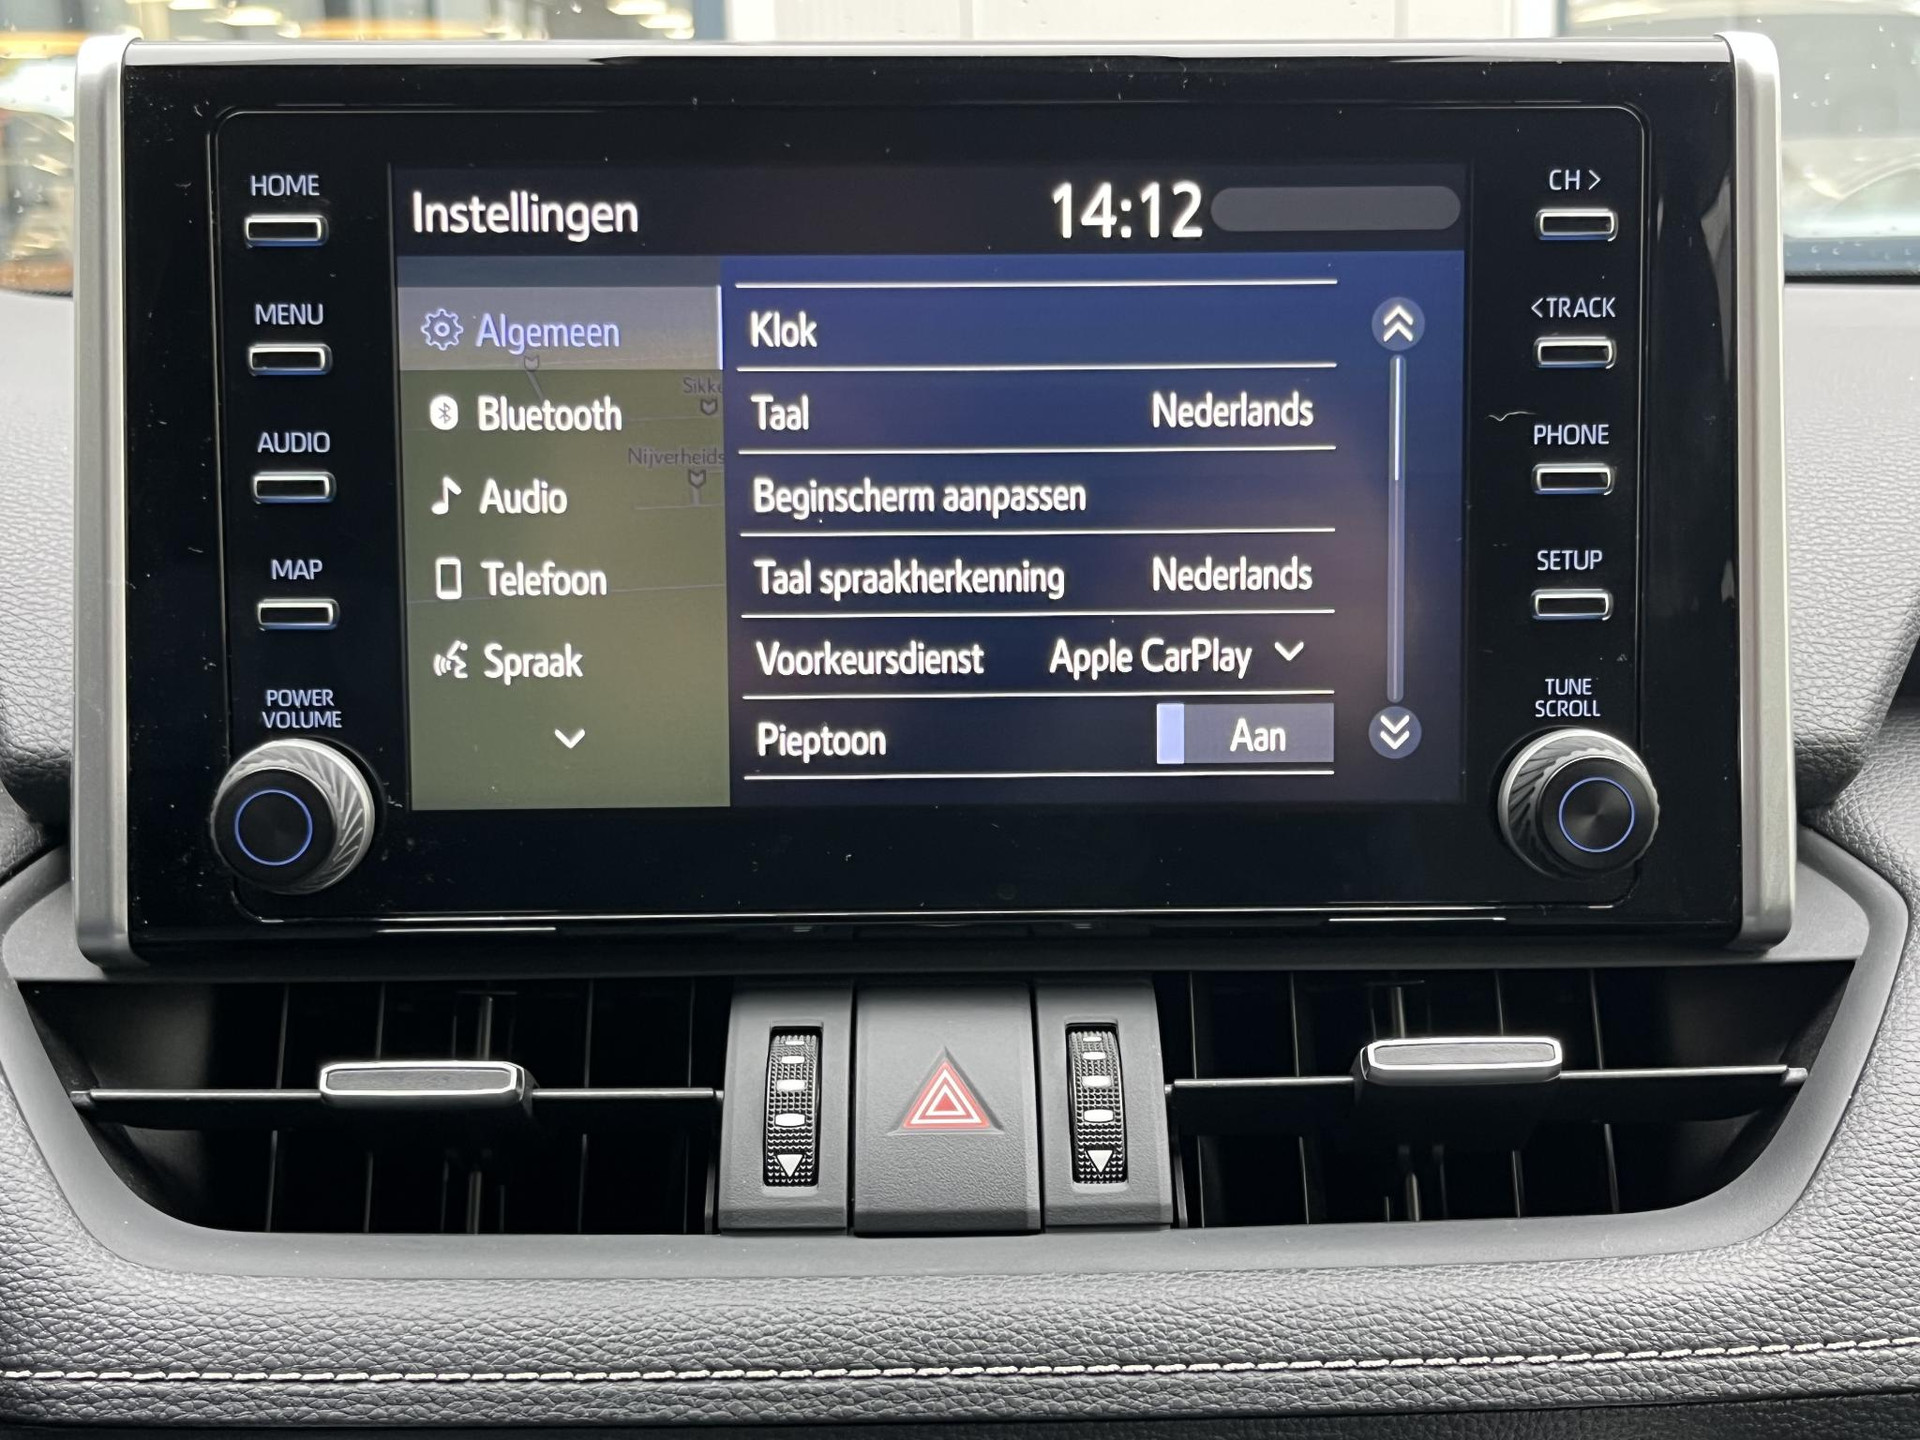 HOME
MENU
AUDIO
MAP
POWER
VOLUME
Instellingen
14:12
Algemeen
Bluetooth
Audio
Telefoon
Spraak
Sikke
Nijverheids
Klok
Taal Nederlands
Beginscherm aanpassen
Taal spraakherkenning Nederlands
Voorkeursdienst Apple CarPlay
Pieptoon Aan
CH >
< TRACK
PHONE
SETUP
TUNE
SCROLL